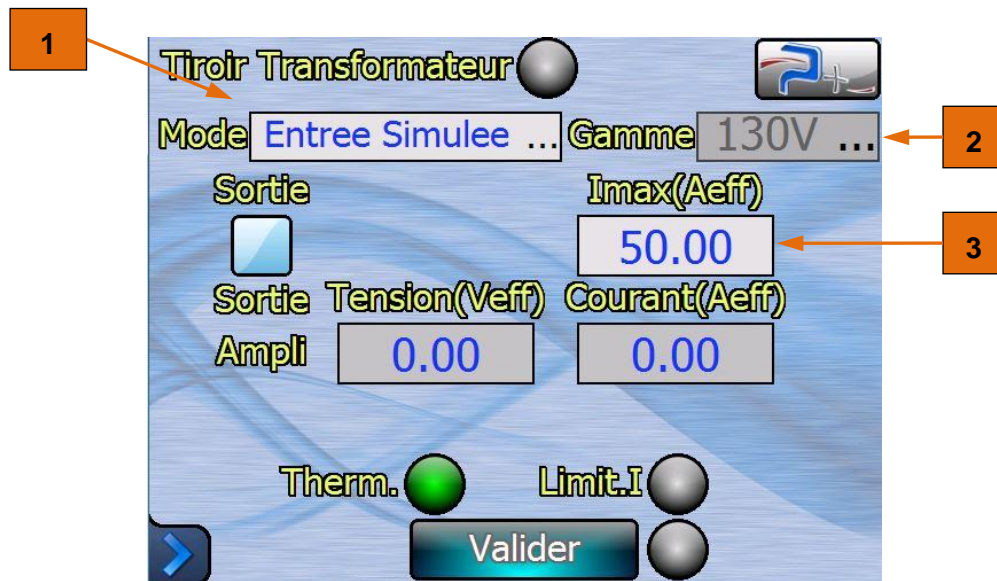 1
Tiroir Transformateur
Mode Entree Simulee ... Gamme 130V ...
2
Sortie Imax(Aeff)
50.00
3
Sortie Tension(Veff) Courant(Aeff)
Ampli 0.00 0.00
Therm. Limit.I
Valider